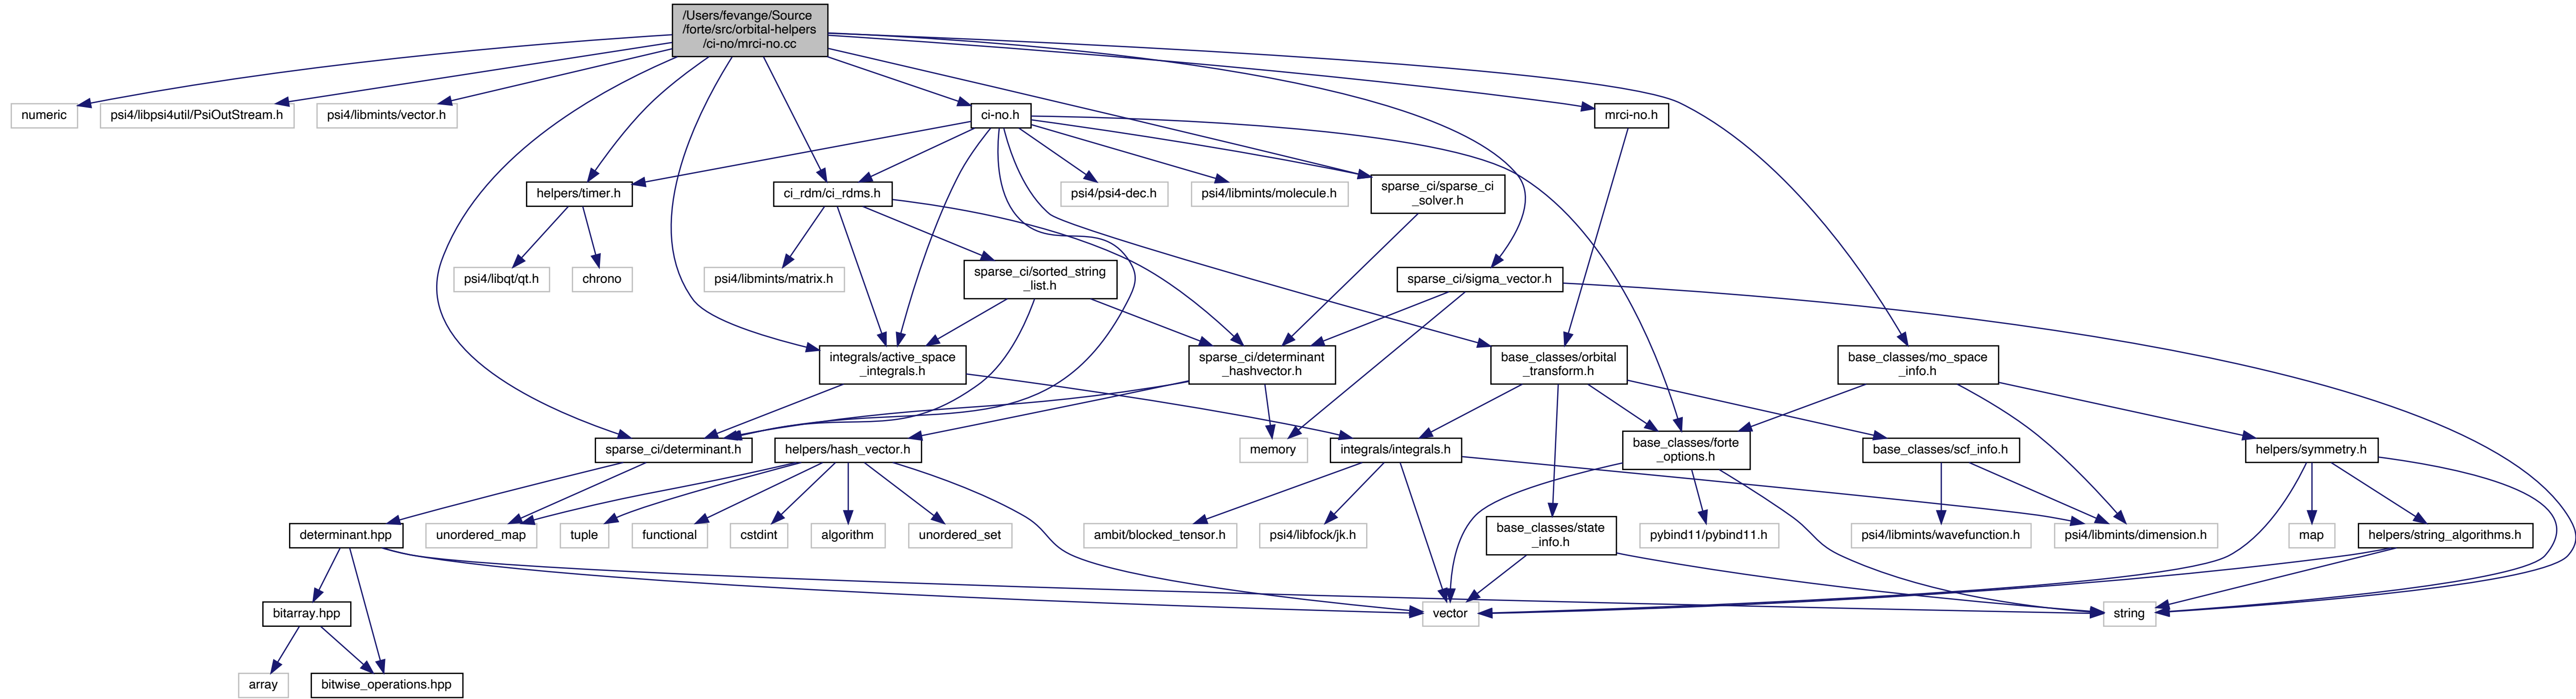 /Users/fevange/Source
/forte/src/orbital-helpers
/ci-no/mrci-no.cc
numeric
psi4/libpsi4util/PsiOutStream.h
psi4/libmints/vector.h
ci-no.h
mrci-no.h
helpers/timer.h
ci_rdm/ci_rdms.h
psi4/psi4-dec.h
psi4/libmints/molecule.h
sparse_ci/sparse_ci
_solver.h
psi4/libqt/qt.h
chrono
psi4/libmints/matrix.h
sparse_ci/sorted_string
_list.h
sparse_ci/sigma_vector.h
integrals/active_space
_integrals.h
sparse_ci/determinant
_hashvector.h
base_classes/orbital
_transform.h
base_classes/mo_space
_info.h
sparse_ci/determinant.h
helpers/hash_vector.h
memory
integrals/integrals.h
base_classes/forte
_options.h
base_classes/scf_info.h
helpers/symmetry.h
determinant.hpp
unordered_map
tuple
functional
cstdint
algorithm
unordered_set
ambit/blocked_tensor.h
psi4/libfock/jk.h
base_classes/state
_info.h
pybind11/pybind11.h
psi4/libmints/wavefunction.h
psi4/libmints/dimension.h
map
helpers/string_algorithms.h
bitarray.hpp
vector
string
array
bitwise_operations.hpp